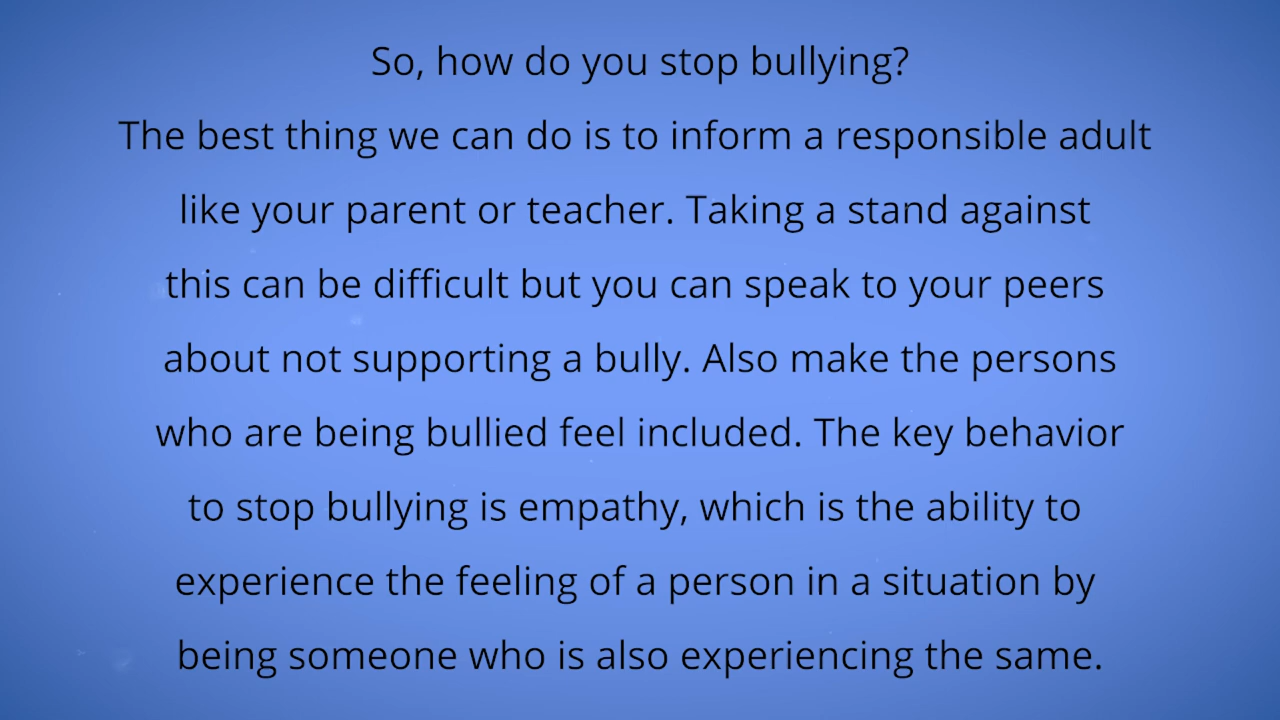 So, how do you stop bullying?
The best thing we can do is to inform a responsible adult
like your parent or teacher. Taking a stand against
this can be difficult but you can speak to your peers
about not supporting a bully. Also make the persons
who are being bullied feel included. The key behavior
to stop bullying is empathy, which is the ability to
experience the feeling of a person in a situation by
being someone who is also experiencing the same.